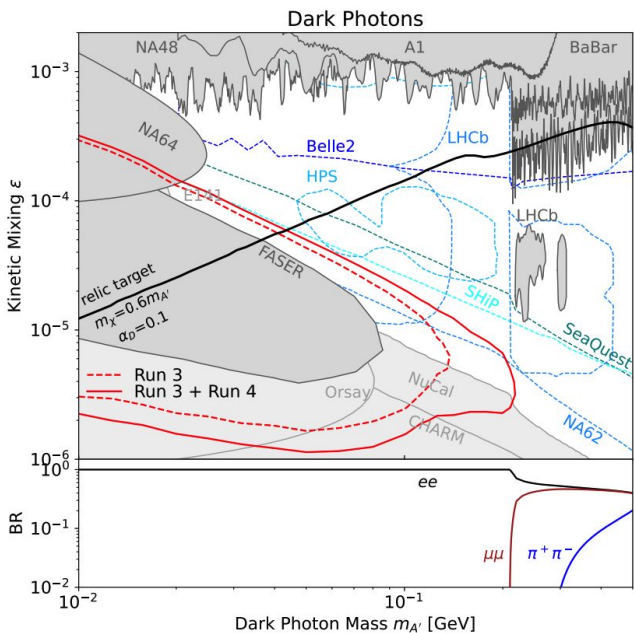 Dark Photons
NA48
A1
BaBar
10⁻³
NA64
Belle2
LHCb
HPS
10⁻⁴
E141
LHCb
Kinetic Mixing ε
FASER
relic target
m_χ=0.6m_A′
α_D=0.1
SHiP
SeaQuest
10⁻⁵
Run 3
Run 3 + Run 4
Orsay
NuCal
CHARM
NA62
10⁻⁶
10⁰
ee
BR
10⁻¹
μμ
π⁺π⁻
10⁻²
10⁻² 10⁻¹
Dark Photon Mass m_A′ [GeV]